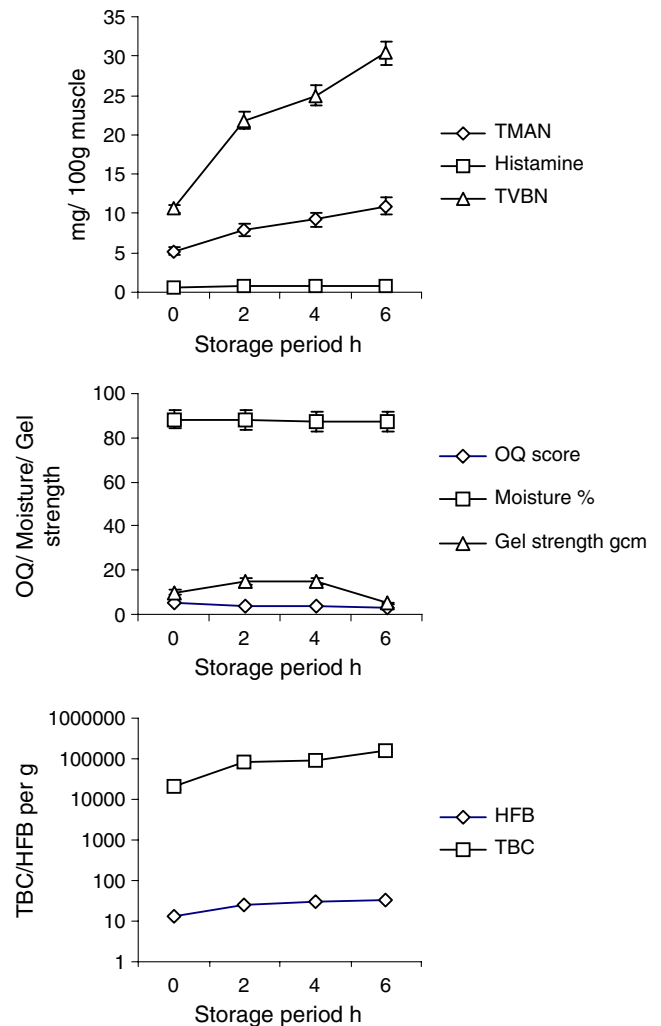 mg/ 100g muscle
35
30
25
20
15
10
5
0
0 2 4 6
Storage period h
TMAN
Histamine
TVBN
OQ/ Moisture/ Gel
strength
100
80
60
40
20
0
0 2 4 6
Storage period h
OQ score
Moisture %
Gel strength gcm
TBC/HFB per g
1000000
100000
10000
1000
100
10
1
0 2 4 6
Storage period h
HFB
TBC